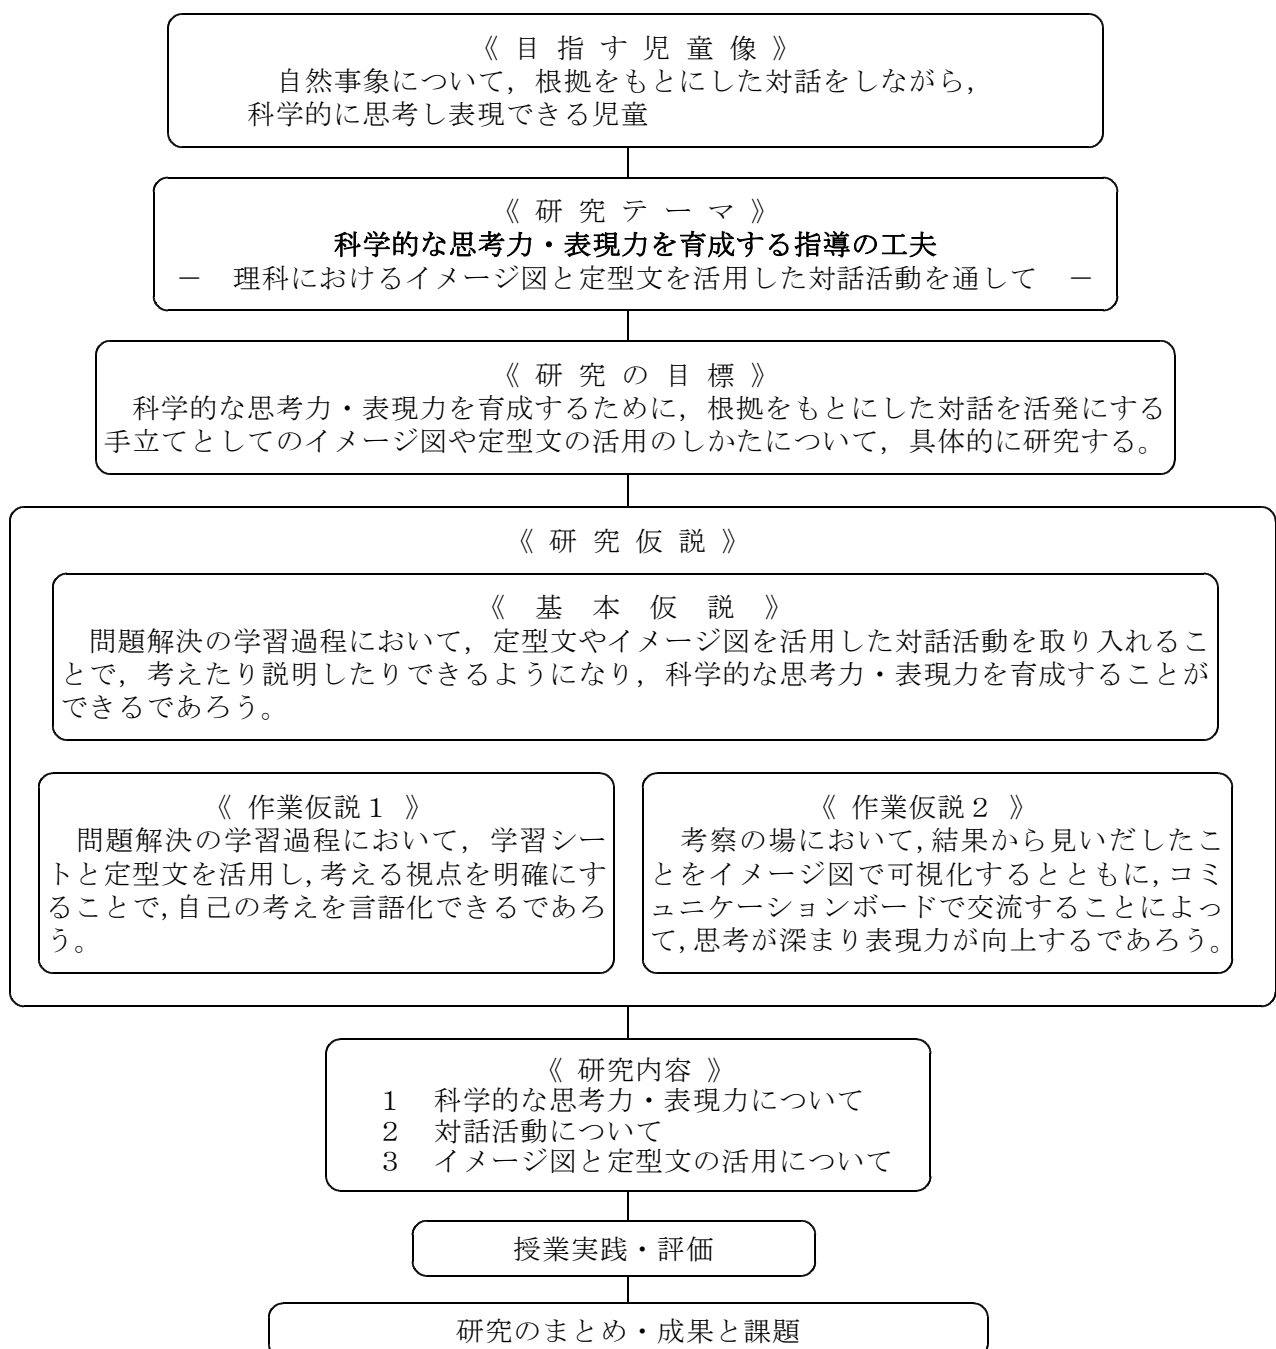 《 目 指 す 児 童 像 》
自然事象について，根拠をもとにした対話をしながら，
科学的に思考し表現できる児童
《 研 究 テ ー マ 》
科学的な思考力・表現力を育成する指導の工夫
－　理科におけるイメージ図と定型文を活用した対話活動を通して　－
《 研 究 の 目 標 》
科学的な思考力・表現力を育成するために，根拠をもとにした対話を活発にする
手立てとしてのイメージ図や定型文の活用のしかたについて，具体的に研究する。
《 研 究 仮 説 》
《　基　本　仮　説　》
問題解決の学習過程において，定型文やイメージ図を活用した対話活動を取り入れるこ
とで，考えたり説明したりできるようになり，科学的な思考力・表現力を育成することが
できるであろう。
《 作業仮説１ 》
問題解決の学習過程において，学習シー
トと定型文を活用し，考える視点を明確にす
ることで，自己の考えを言語化できるであろ
う。
《 作業仮説２ 》
考察の場において，結果から見いだしたこ
とをイメージ図で可視化するとともに，コミ
ュニケーションボードで交流することによっ
て，思考が深まり表現力が向上するであろう。
《 研究内容 》
１　科学的な思考力・表現力について
２　対話活動について
３　イメージ図と定型文の活用について
授業実践・評価
研究のまとめ・成果と課題